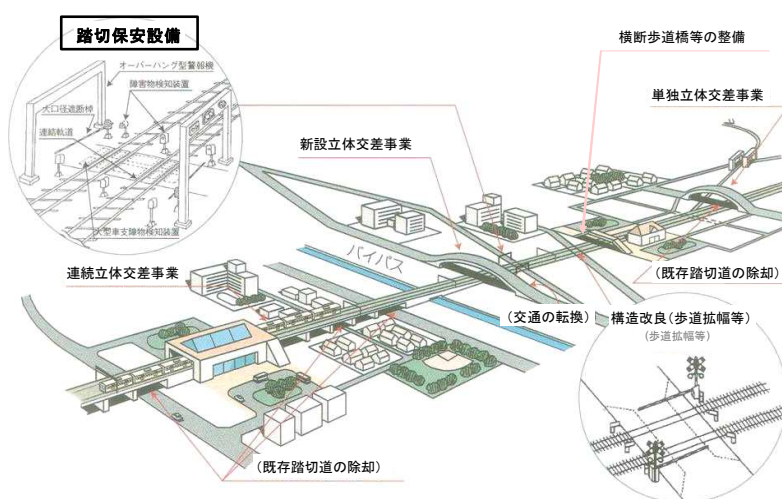 踏切保安設備
オーバーハング型警報機
障害物検知装置
大口径遮断桿
連結軌道
大型車支障物検知装置
横断歩道橋等の整備
単独立体交差事業
新設立体交差事業
バイパス
連続立体交差事業
(既存踏切道の除却)
(交通の転換)
構造改良(歩道拡幅等)
(歩道拡幅等)
(既存踏切道の除却)